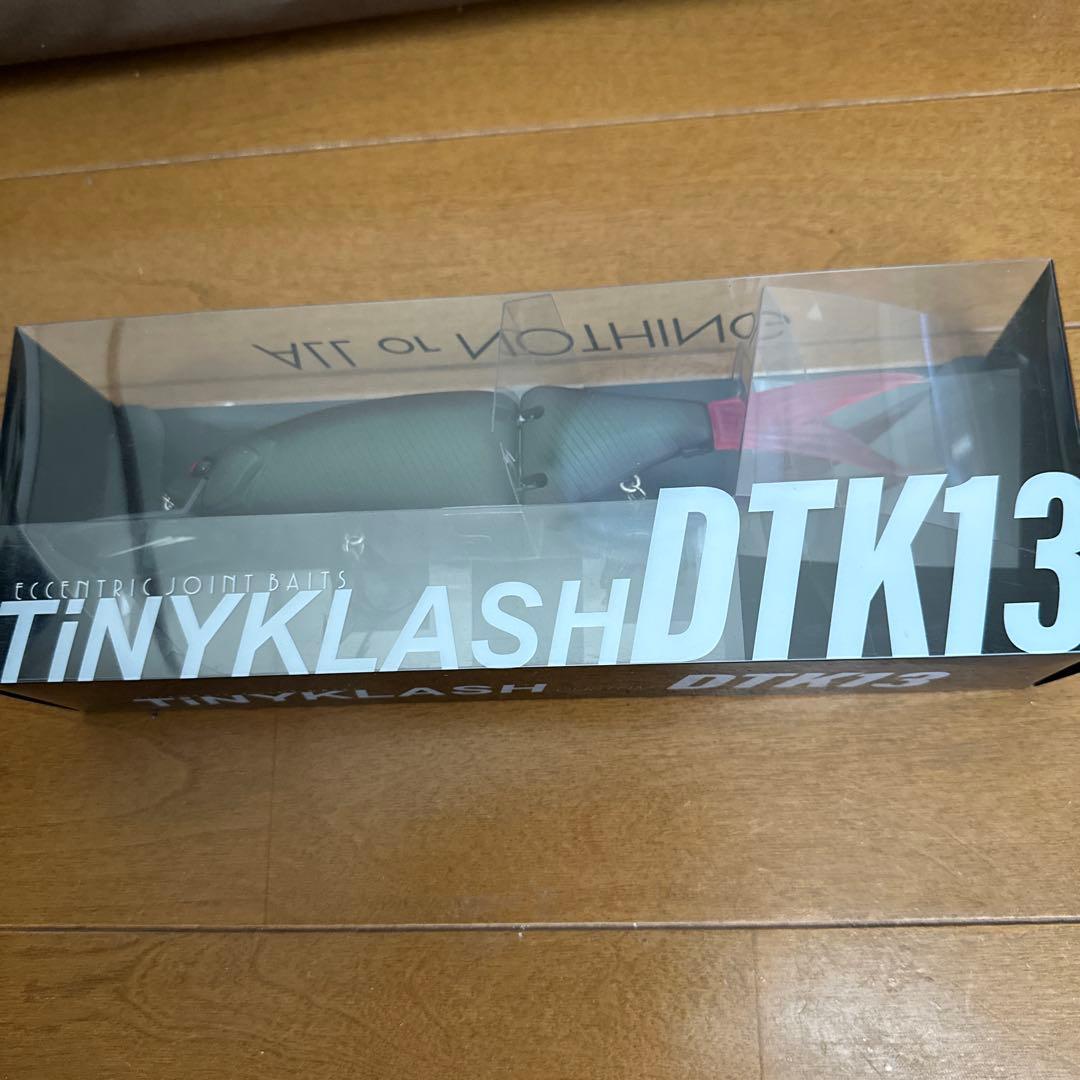 ALL or NOTHING
ECCENTRIC JOINT BAITS
TiNYKLASH DTK13
TiNYKLASH DTK13